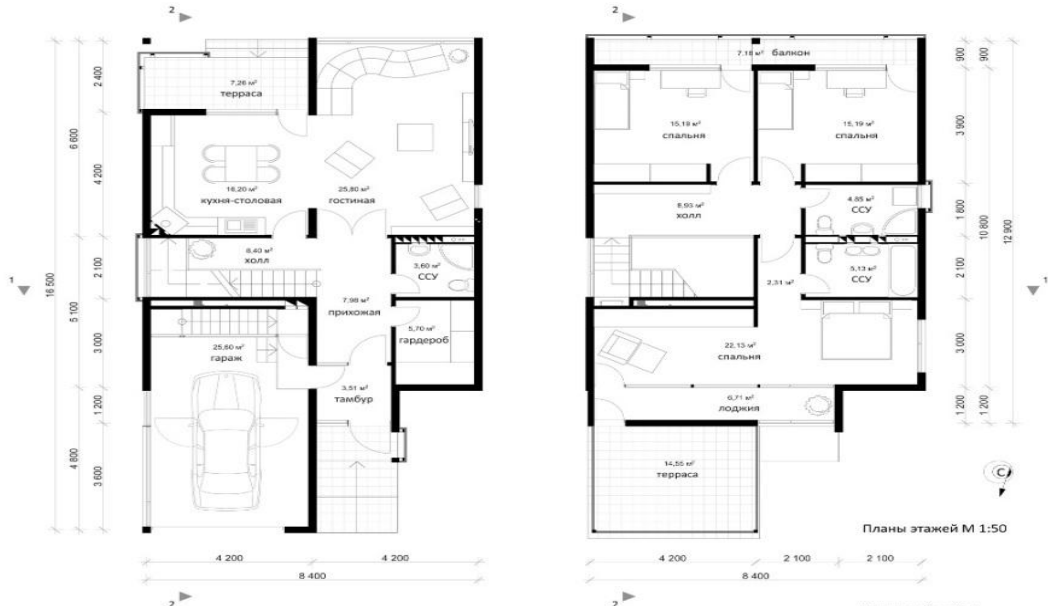 2
2
7,26 м²
терраса
16,20 м²
кухня-столовая
25,80 м²
гостиная
6,40 м²
холл
3,60 м²
ССУ
7,98 м²
прихожая
5,70 м²
гардероб
25,60 м²
гараж
3,51 м²
тамбур
2 400
4 200
2 100
3 000
1 200
3 600
6 600
5 100
4 800
16 500
1
4 200
4 200
8 400
2
7,18 м²
балкон
15,18 м²
спальня
15,19 м²
спальня
8,93 м²
холл
4,85 м²
ССУ
5,13 м²
ССУ
2,31 м²
22,13 м²
спальня
6,71 м²
лоджия
14,55 м²
терраса
900
3 900
1 800
2 100
3 000
1 200
900
10 800
1 200
12 900
1
С
Планы этажей М 1:50
4 200
2 100
2 100
8 400
2